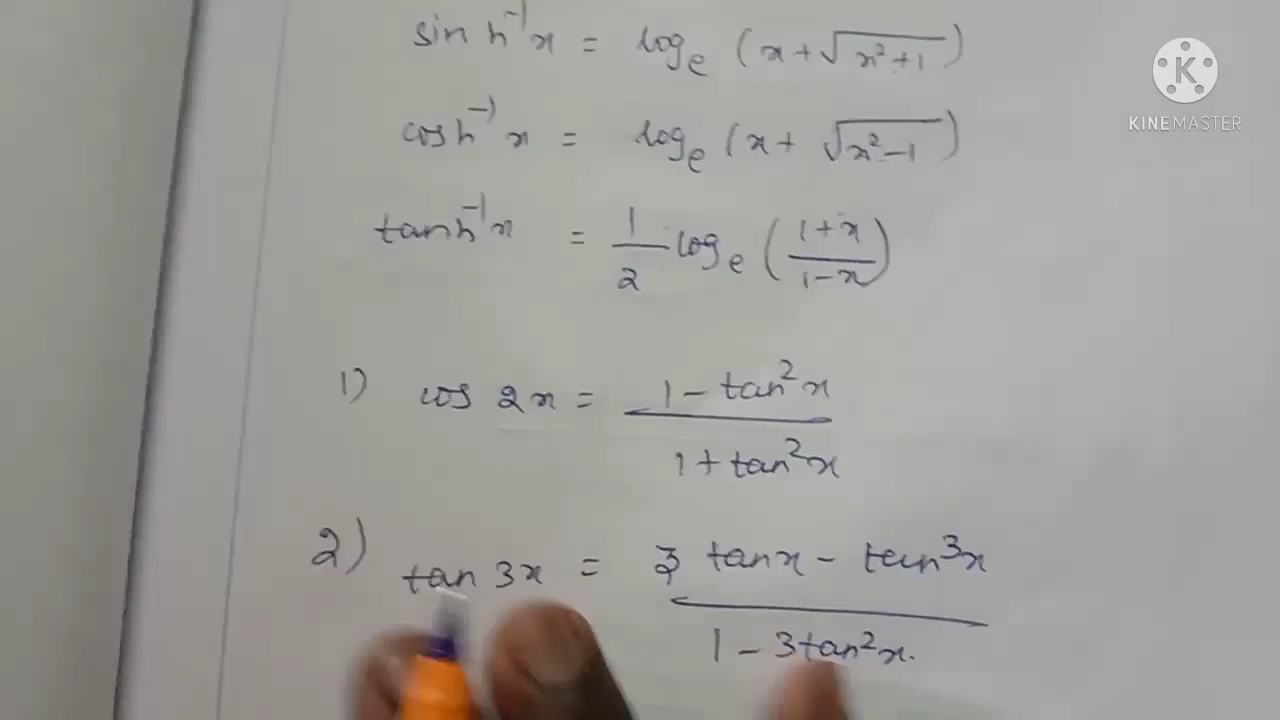 sinh⁻¹x = logₑ (x + √(x²+1))
K
KINEMASTER
cosh⁻¹x = logₑ (x + √(x²-1))
tanh⁻¹x = 1/2 logₑ ((1+x)/(1-x))
1) cos 2x = (1 - tan²x)/(1 + tan²x)
2) tan 3x = (3 tanx - tan³x)/(1 - 3tan²x)